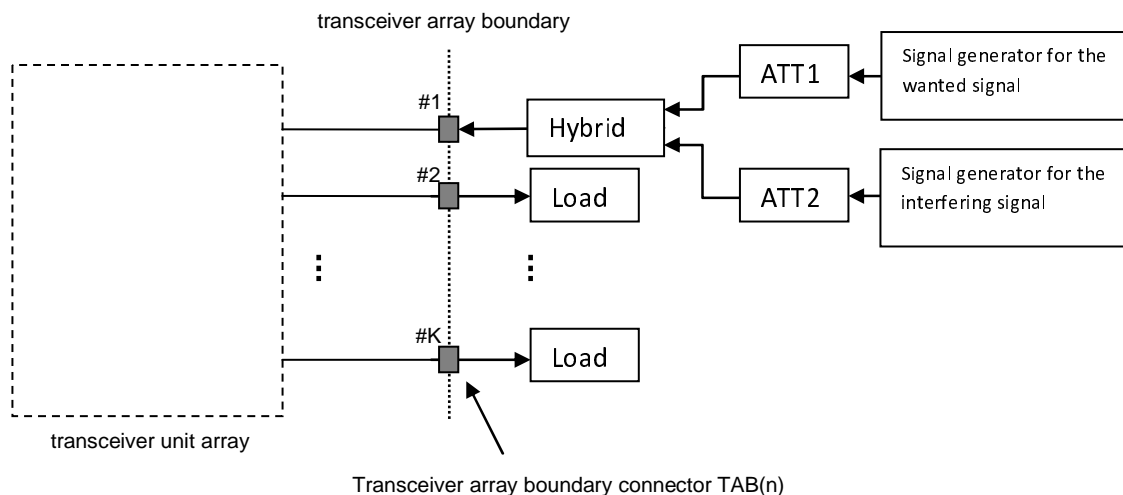 transceiver array boundary
#1
Hybrid
ATT1
Signal generator for the
wanted signal
#2
Load
ATT2
Signal generator for the
interfering signal
#K
Load
transceiver unit array
Transceiver array boundary connector TAB(n)